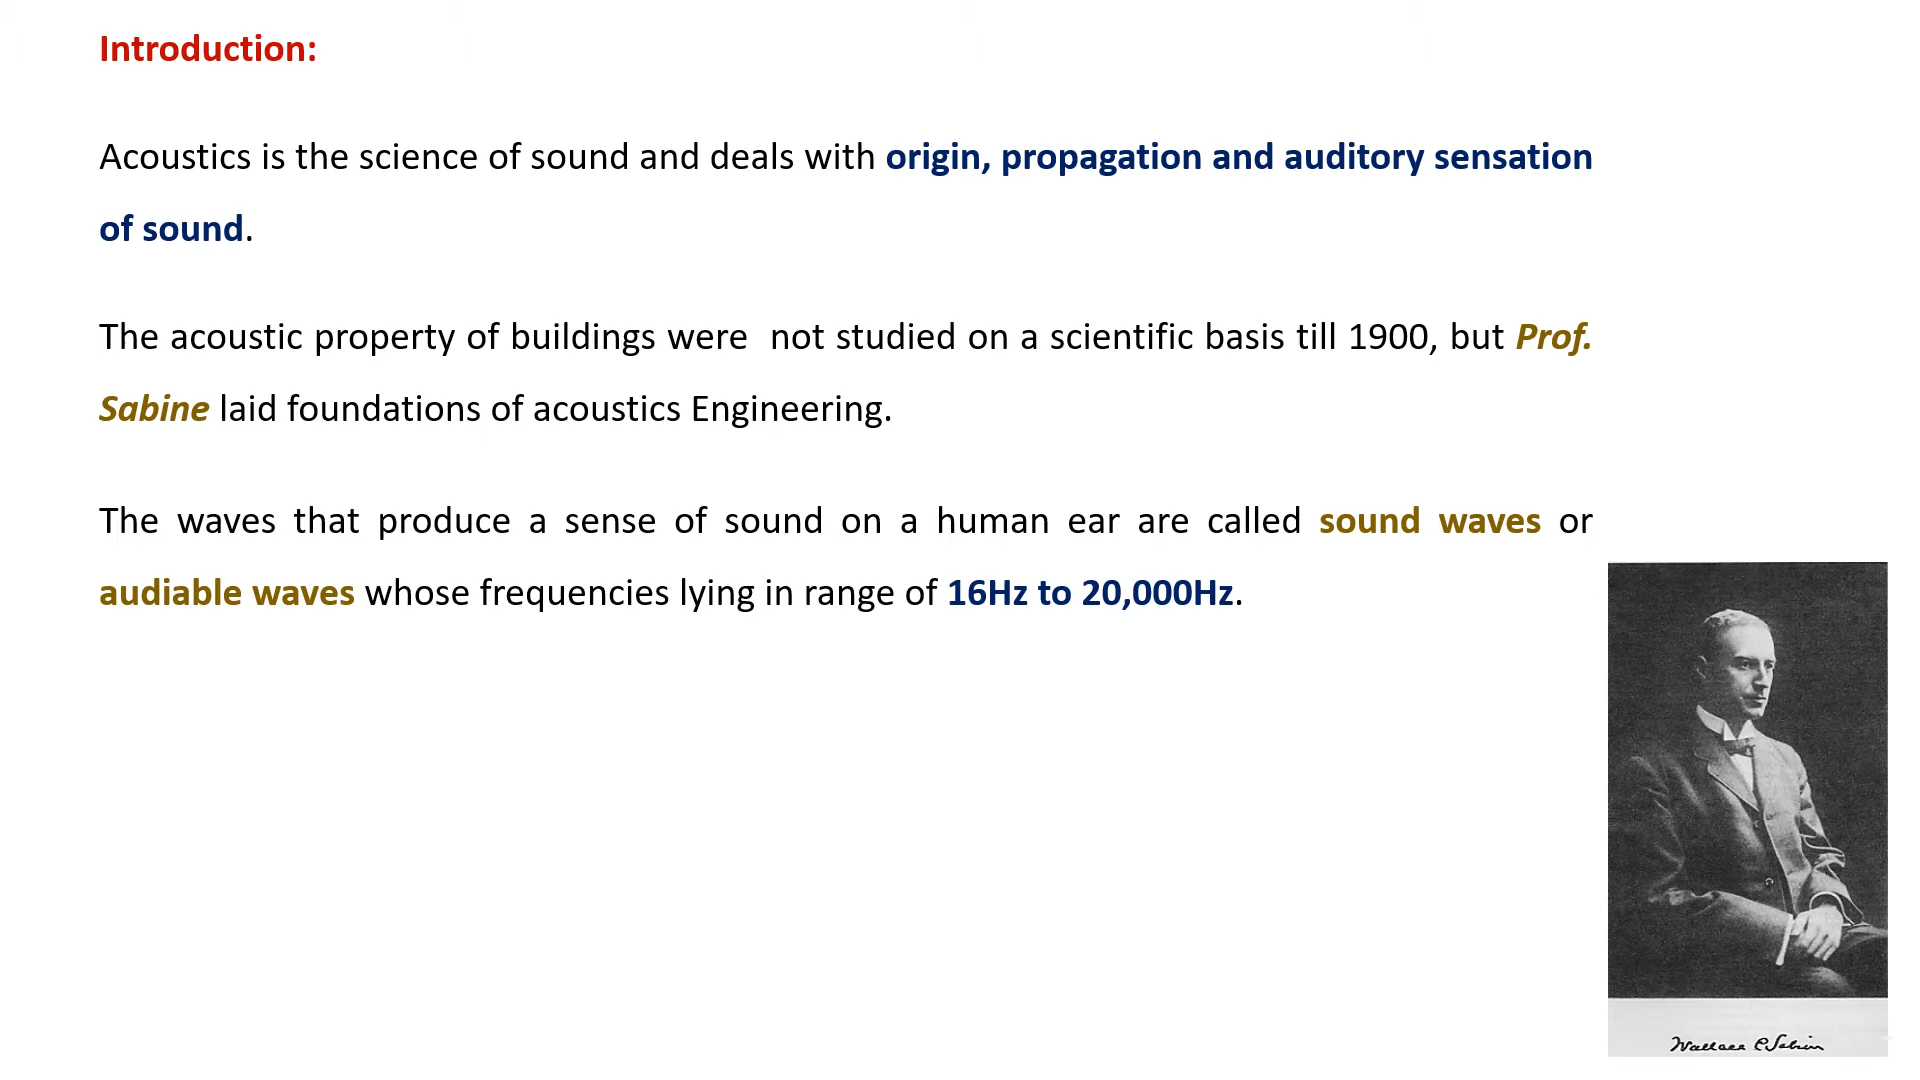 Introduction:
Acoustics is the science of sound and deals with origin, propagation and auditory sensation
of sound.
The acoustic property of buildings were  not studied on a scientific basis till 1900, but Prof.
Sabine laid foundations of acoustics Engineering.
The waves that produce a sense of sound on a human ear are called sound waves or
audiable waves whose frequencies lying in range of 16Hz to 20,000Hz.
Wallace C Sabine